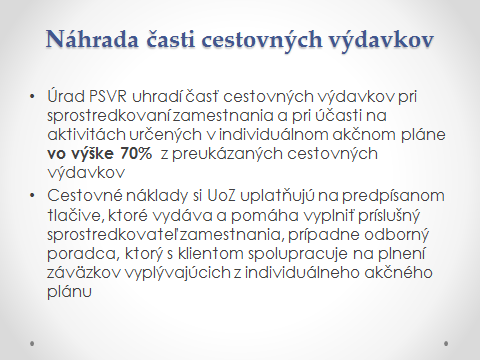 Náhrada časti cestovných výdavkov
• Úrad PSVR uhradí časť cestovných výdavkov pri
sprostredkovaní zamestnania a pri účasti na
aktivitách určených v individuálnom akčnom pláne
vo výške 70% z preukázaných cestovných
výdavkov
• Cestovné náklady si UoZ uplatňujú na predpísanom
tlačive, ktoré vydáva a pomáha vyplniť príslušný
sprostredkovateľ zamestnania, prípadne odborný
poradca, ktorý s klientom spolupracuje na plnení
záväzkov vyplývajúcich z individuálneho akčného
plánu